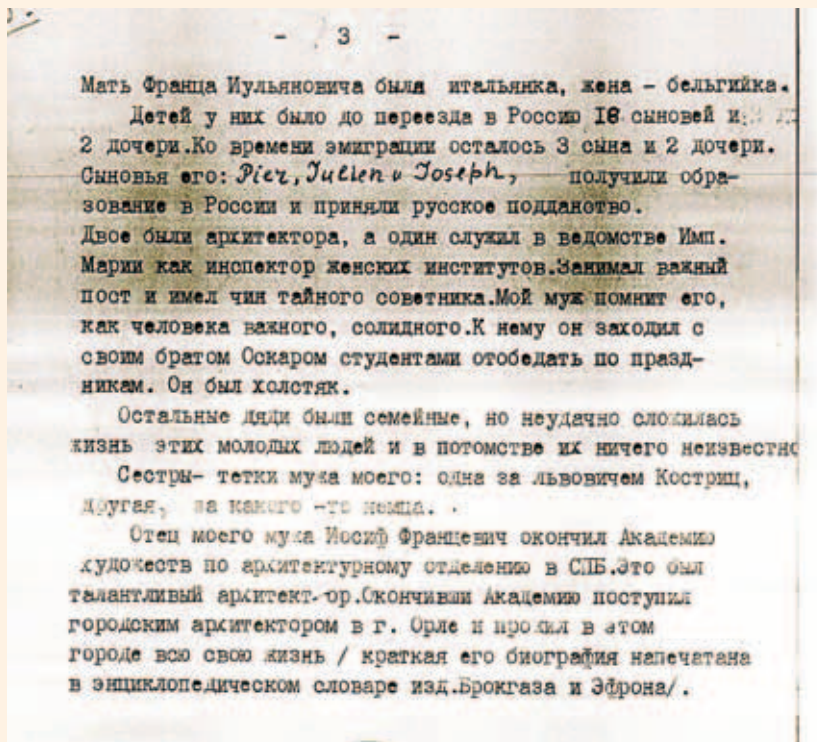 - 3 -
Мать Франца Иульяновича была итальянка, жена - бельгийка.
Детей у них было до переезда в Россию 18 сыновей и
2 дочери.Ко времени эмиграции осталось 3 сына и 2 дочери.
Сыновья его: Pier, Julien и Joseph, получили обра-
зование в России и приняли русское подданство.
Двое были архитектора, а один служил в ведомстве Имп.
Марии как инспектор женских институтов.Занимал важный
пост и имел чин тайного советника.Мой муж помнит его,
как человека важного, солидного.К нему он заходил с
своим братом Оскаром студентами отобедать по празд-
никам. Он был холстяк.
Остальные дяди были семейные, но неудачно сложилась
жизнь этих молодых людей и в потомстве их ничего неизвестно
Сестры- тетки мужа моего: одна за львовичем Костриц,
другая, за какого -то немца.
Отец моего мужа Иосиф Францевич окончил Академию
художеств по архитектурному отделению в СПБ.Это был
талантливый архитект-ор.Окончивши Академию поступил
городским архитектором в г. Орле и прожил в этом
городе всю свою жизнь / краткая его биография напечатана
в энциклопедическом словаре изд.Брокгаза и Эфрона/.